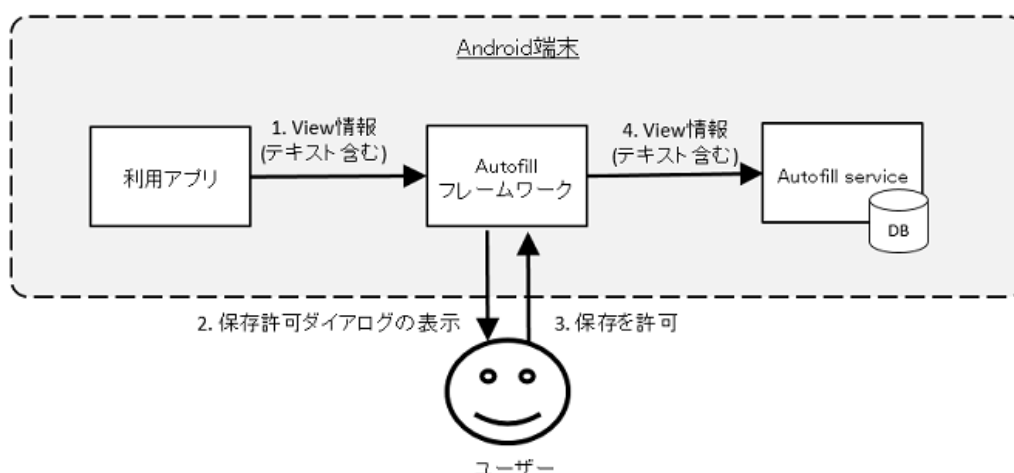 Android端末
1. View情報
(テキスト含む)
4. View情報
(テキスト含む)
利用アプリ
Autofill
フレームワーク
Autofill service
DB
2. 保存許可ダイアログの表示
3. 保存を許可
ユーザー